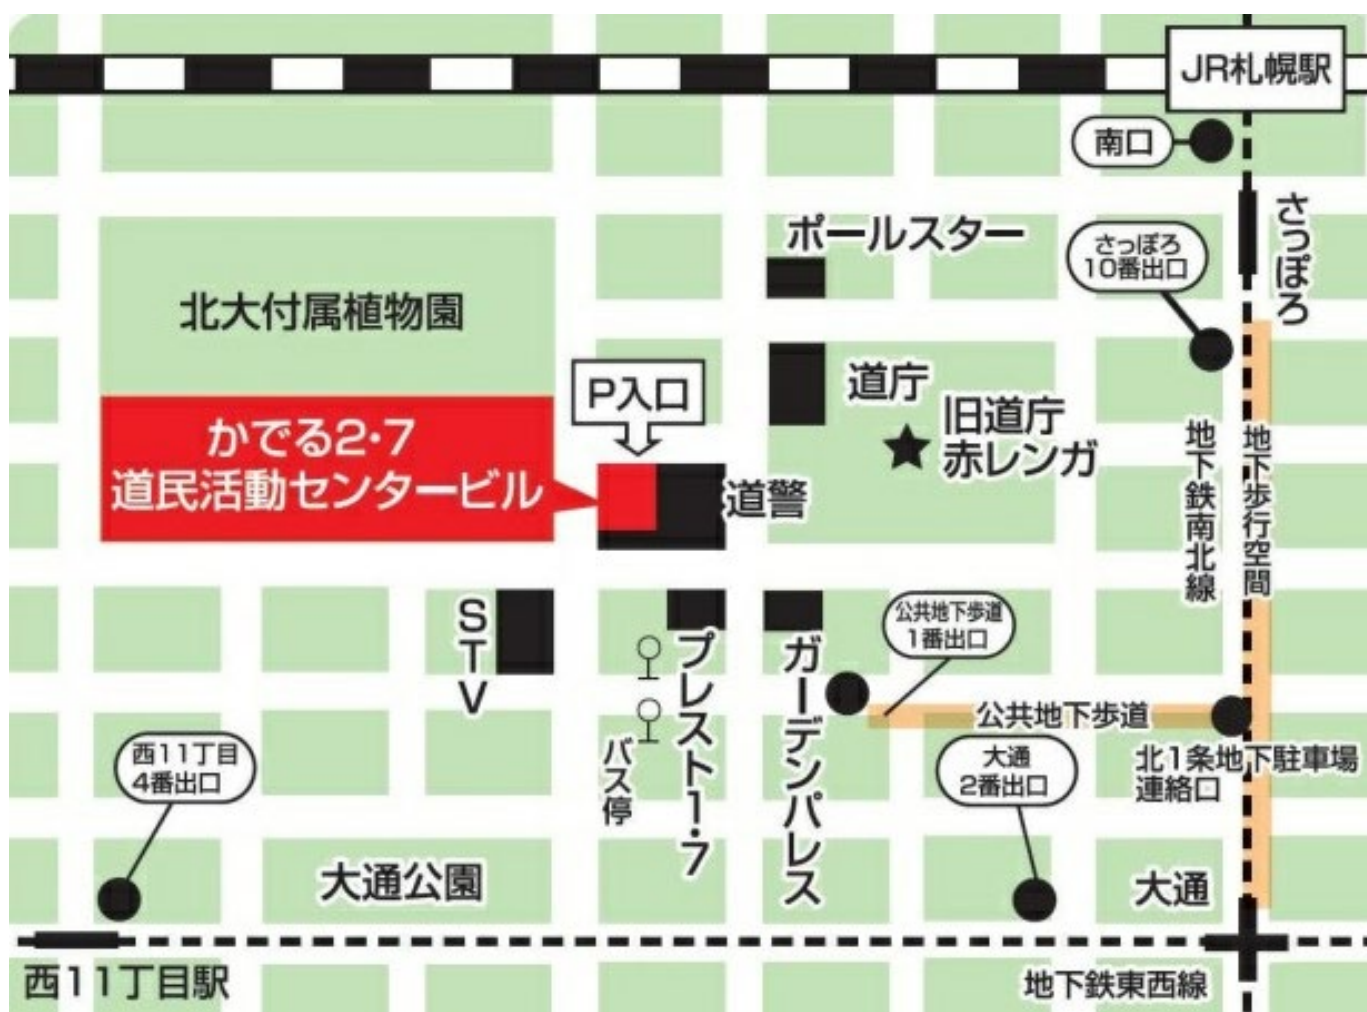 JR札幌駅
南口
さっぽろ
ポールスター
さっぽろ
10番出口
北大付属植物園
P入口
道庁
旧道庁
赤レンガ
かでる2・7
道民活動センタービル
道警
地下鉄南北線
地下歩行空間
STV
プレスト1・7
ガーデンパレス
公共地下歩道
1番出口
公共地下歩道
バス停
西11丁目
4番出口
大通
2番出口
北1条地下駐車場
連絡口
大通公園
大通
西11丁目駅
地下鉄東西線